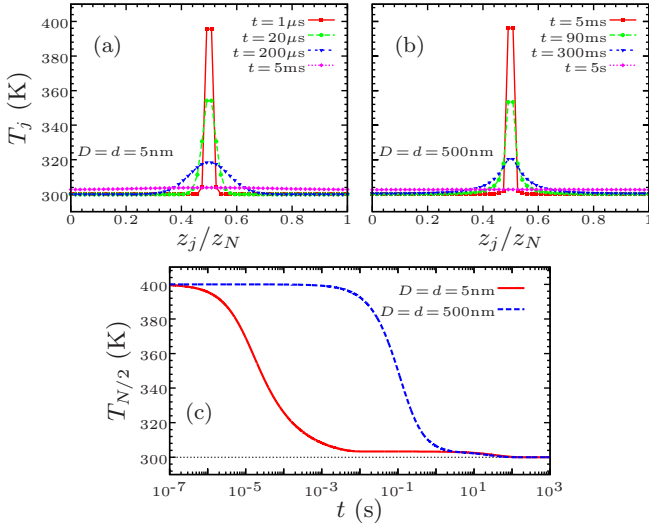 (a)
t = 1μs
t = 20μs
t = 200μs
t = 5ms
D = d = 5nm
T_j (K)
400
380
360
340
320
300
0 0.2 0.4 0.6 0.8 1
z_j/z_N
(b)
t = 5ms
t = 90ms
t = 300ms
t = 5s
D = d = 500nm
0 0.2 0.4 0.6 0.8 1
z_j/z_N
T_{N/2} (K)
400
380
360
340
320
300
D = d = 5nm
D = d = 500nm
(c)
10^{-7} 10^{-5} 10^{-3} 10^{-1} 10^{1} 10^{3}
t (s)